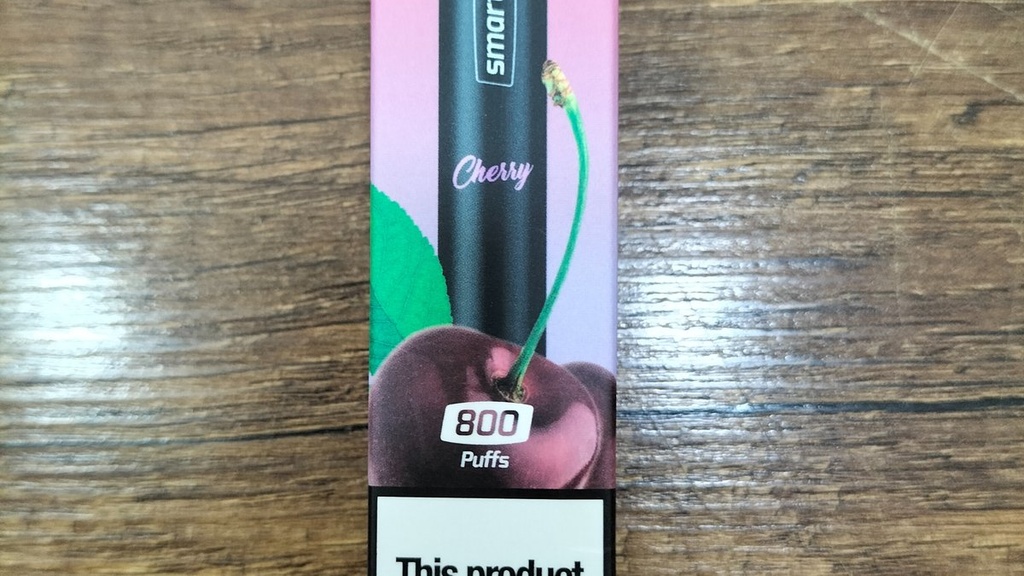 smar
Cherry
800
Puffs
This product